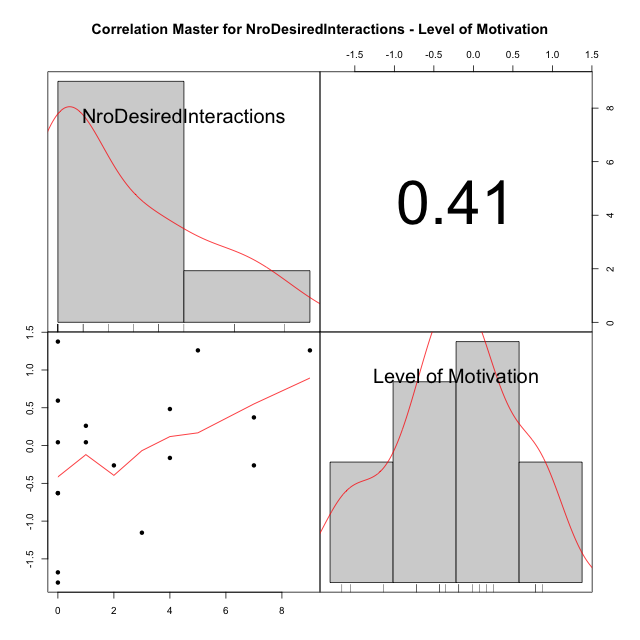 Correlation Master for NroDesiredInteractions - Level of Motivation
-1.5 -1.0 -0.5 0.0 0.5 1.0 1.5
NroDesiredInteractions
0.41
8
6
4
2
0
1.5
1.0
0.5
0.0
-0.5
-1.0
-1.5
Level of Motivation
0 2 4 6 8